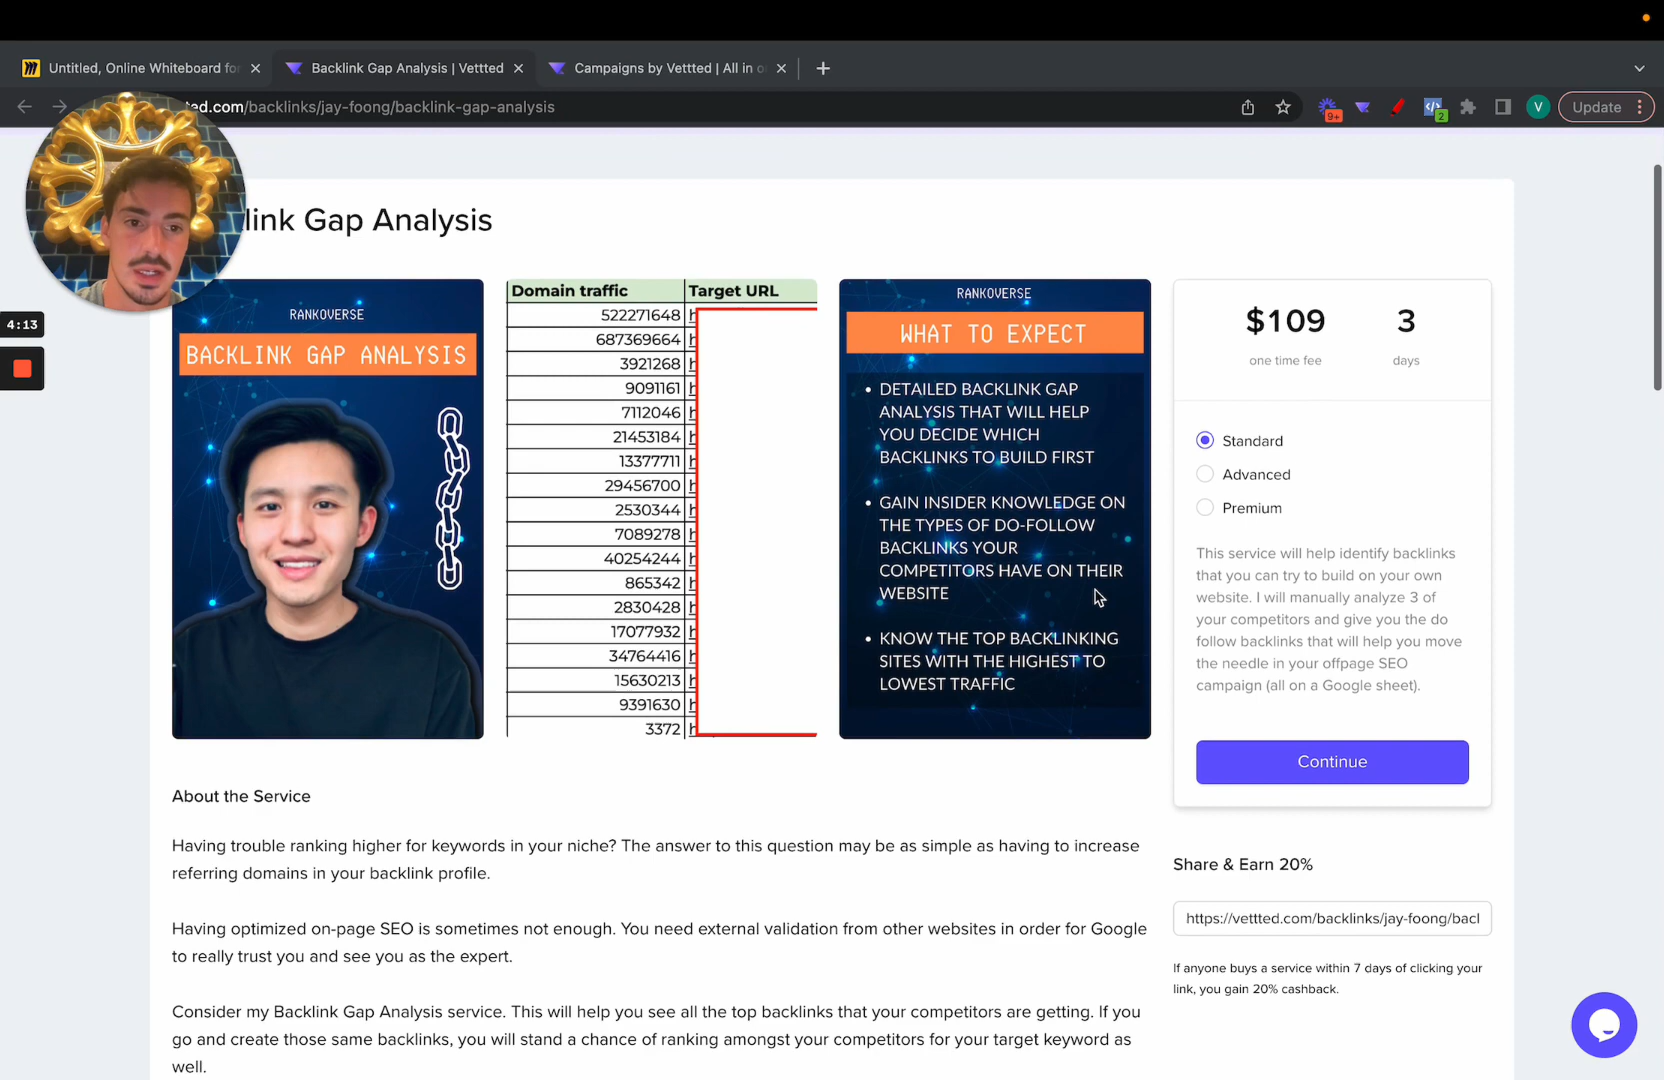 Untitled, Online Whiteboard for
Backlink Gap Analysis | Vettted
Campaigns by Vettted | All in o
ted.com/backlinks/jay-foong/backlink-gap-analysis
9+
2
V
Update
link Gap Analysis
4:13
RANKOVERSE
BACKLINK GAP ANALYSIS
Domain traffic Target URL
522271648 h
687369664 h
3921268 h
9091161 h
7112046 h
21453184 h
13377711 h
29456700 h
2530344 h
7089278 h
40254244 h
865342 h
2830428 h
17077932 h
34764416 h
15630213 h
9391630 h
3372 h
RANKOVERSE
WHAT TO EXPECT
• DETAILED BACKLINK GAP
ANALYSIS THAT WILL HELP
YOU DECIDE WHICH
BACKLINKS TO BUILD FIRST
• GAIN INSIDER KNOWLEDGE ON
THE TYPES OF DO-FOLLOW
BACKLINKS YOUR
COMPETITORS HAVE ON THEIR
WEBSITE
• KNOW THE TOP BACKLINKING
SITES WITH THE HIGHEST TO
LOWEST TRAFFIC
$109 3
one time fee days
Standard
Advanced
Premium
This service will help identify backlinks
that you can try to build on your own
website. I will manually analyze 3 of
your competitors and give you the do
follow backlinks that will help you move
the needle in your offpage SEO
campaign (all on a Google sheet).
Continue
About the Service
Having trouble ranking higher for keywords in your niche? The answer to this question may be as simple as having to increase
referring domains in your backlink profile.
Having optimized on-page SEO is sometimes not enough. You need external validation from other websites in order for Google
to really trust you and see you as the expert.
Consider my Backlink Gap Analysis service. This will help you see all the top backlinks that your competitors are getting. If you
go and create those same backlinks, you will stand a chance of ranking amongst your competitors for your target keyword as
well.
Share & Earn 20%
https://vettted.com/backlinks/jay-foong/bacl
If anyone buys a service within 7 days of clicking your
link, you gain 20% cashback.